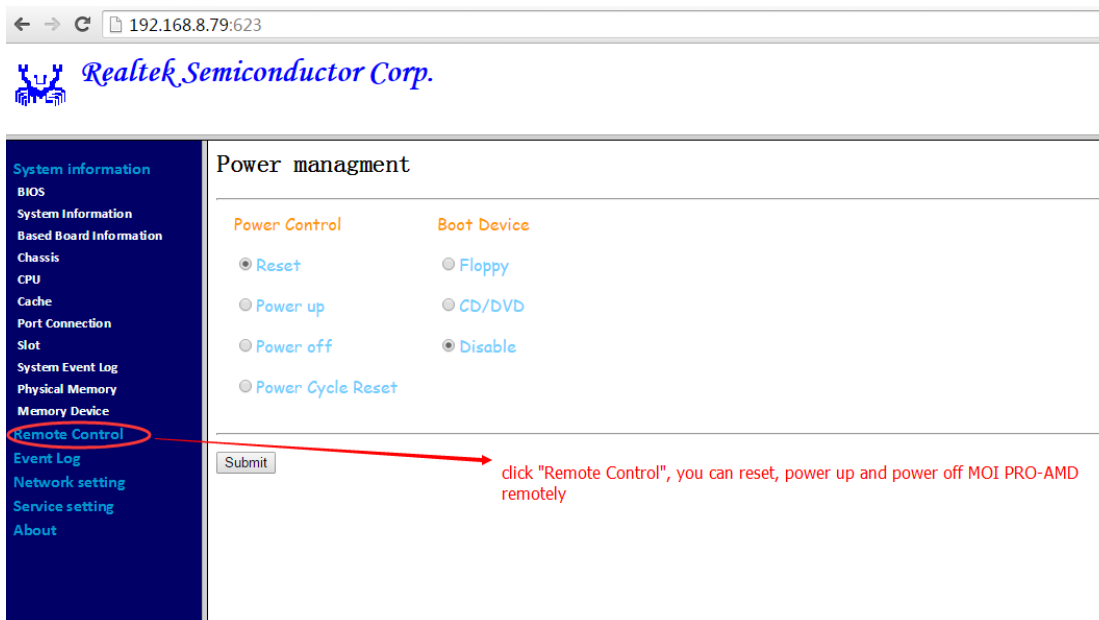 192.168.8.79:623
Realtek Semiconductor Corp.
System information
BIOS
System Information
Based Board Information
Chassis
CPU
Cache
Port Connection
Slot
System Event Log
Physical Memory
Memory Device
Remote Control
Event Log
Network setting
Service setting
About
Power managment
Power Control
Boot Device
Reset
Floppy
Power up
CD/DVD
Power off
Disable
Power Cycle Reset
Submit
click "Remote Control", you can reset, power up and power off MOI PRO-AMD
remotely